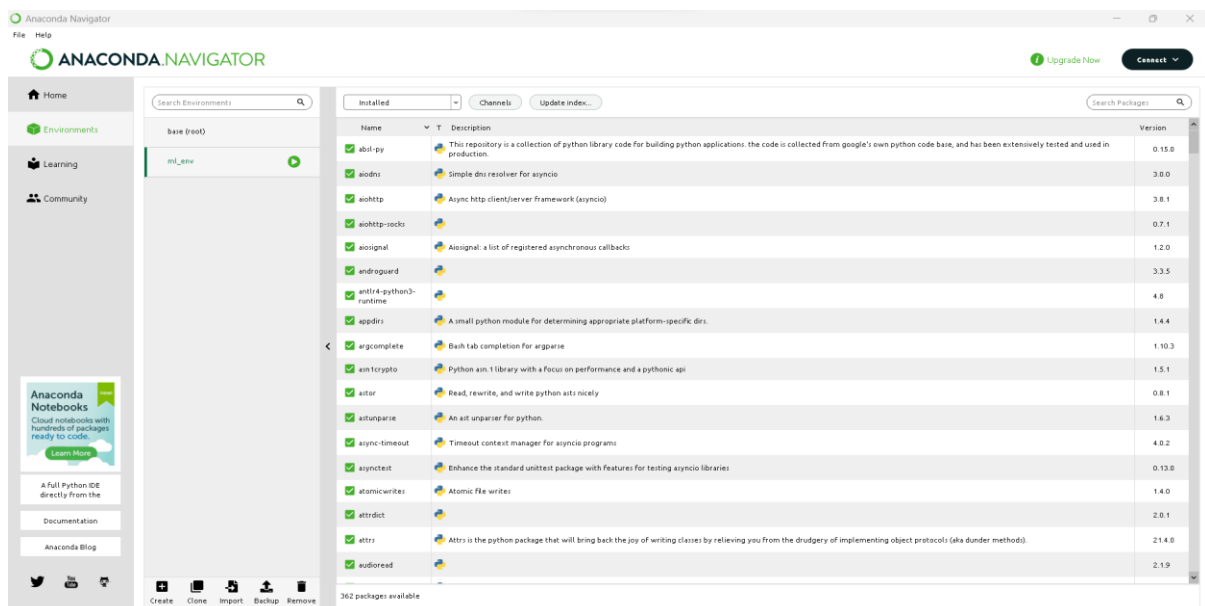 Anaconda Navigator
File Help
ANACONDA.NAVIGATOR
Upgrade Now
Connect
Home
Environments
Learning
Community
Anaconda
Notebooks
Cloud notebooks with
hundreds of packages
ready to code.
Learn More
A Full Python IDE
directly from the
Documentation
Anaconda Blog
Search Environments
base (root)
ml_env
Create Clone Import Backup Remove
Installed Channels Update index... Search Packages
Name T Description Version
absl-py This repository is a collection of python library code for building python applications. the code is collected from google's own python code base, and has been extensively tested and used in
production. 0.15.0
aiodns Simple dns resolver for asyncio 3.0.0
aiohttp Async http client/server framework (asyncio) 3.8.1
aiohttp-socks 0.7.1
aiosignal Aiosignal: a list of registered asynchronous callbacks 1.2.0
androguard 3.3.5
antlr4-python3-
runtime 4.8
appdirs A small python module for determining appropriate platform-specific dirs. 1.4.4
argcomplete Bash tab completion for argparse 1.10.3
asn1crypto Python asn.1 library with a focus on performance and a pythonic api 1.5.1
astor Read, rewrite, and write python asts nicely 0.8.1
astunparse An ast unparser for python. 1.6.3
async-timeout Timeout context manager for asyncio programs 4.0.2
asynctest Enhance the standard unittest package with features for testing asyncio libraries 0.13.0
atomicwrites Atomic file writes 1.4.0
attrdict 2.0.1
attrs Attrs is the python package that will bring back the joy of writing classes by relieving you from the drudgery of implementing object protocols (aka dunder methods). 21.4.0
audioread 2.1.9
362 packages available